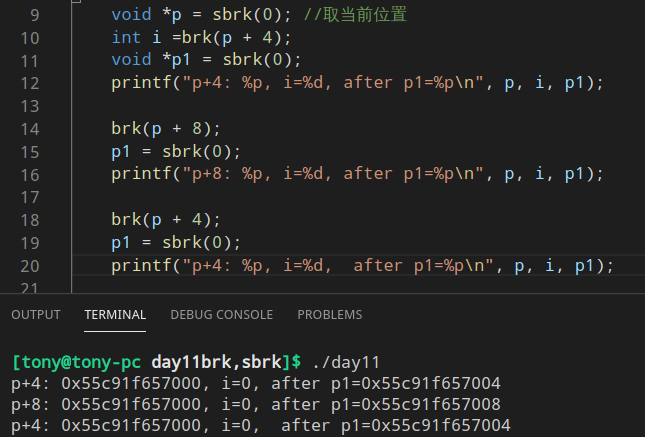 9 void *p = sbrk(0); //取当前位置
10 int i =brk(p + 4);
11 void *p1 = sbrk(0);
12 printf("p+4: %p, i=%d, after p1=%p\n", p, i, p1);
13
14 brk(p + 8);
15 p1 = sbrk(0);
16 printf("p+8: %p, i=%d, after p1=%p\n", p, i, p1);
17
18 brk(p + 4);
19 p1 = sbrk(0);
20 printf("p+4: %p, i=%d,  after p1=%p\n", p, i, p1);
21
OUTPUT TERMINAL DEBUG CONSOLE PROBLEMS
[tony@tony-pc day11brk,sbrk]$ ./day11
p+4: 0x55c91f657000, i=0, after p1=0x55c91f657004
p+8: 0x55c91f657000, i=0, after p1=0x55c91f657008
p+4: 0x55c91f657000, i=0,  after p1=0x55c91f657004